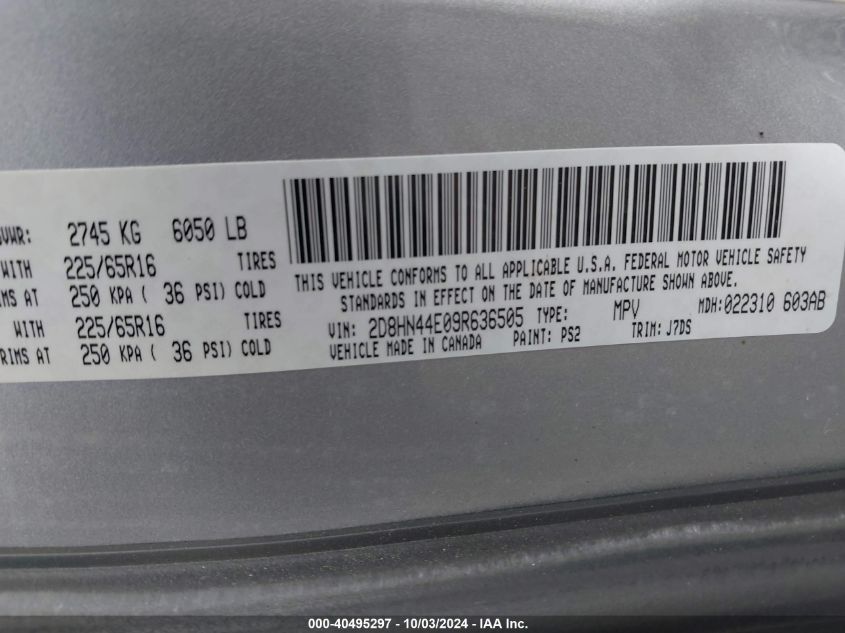 GVWR: 2745 KG 6050 LB
WITH 225/65R16 TIRES
RIMS AT 250 KPA ( 36 PSI) COLD
WITH 225/65R16 TIRES
RIMS AT 250 KPA ( 36 PSI) COLD
THIS VEHICLE CONFORMS TO ALL APPLICABLE U.S.A. FEDERAL MOTOR VEHICLE SAFETY
STANDARDS IN EFFECT ON THE DATE OF MANUFACTURE SHOWN ABOVE.
VIN: 2D8HN44E09R636505 TYPE: MPV MDH:022310 603AB
VEHICLE MADE IN CANADA PAINT: PS2 TRIM: J7DS
000-40495297 - 10/03/2024 - IAA Inc.